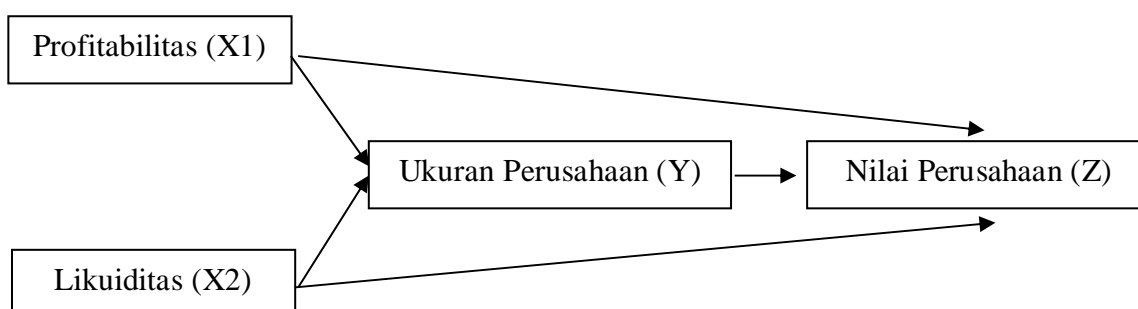 Profitabilitas (X1)
Ukuran Perusahaan (Y)
Nilai Perusahaan (Z)
Likuiditas (X2)